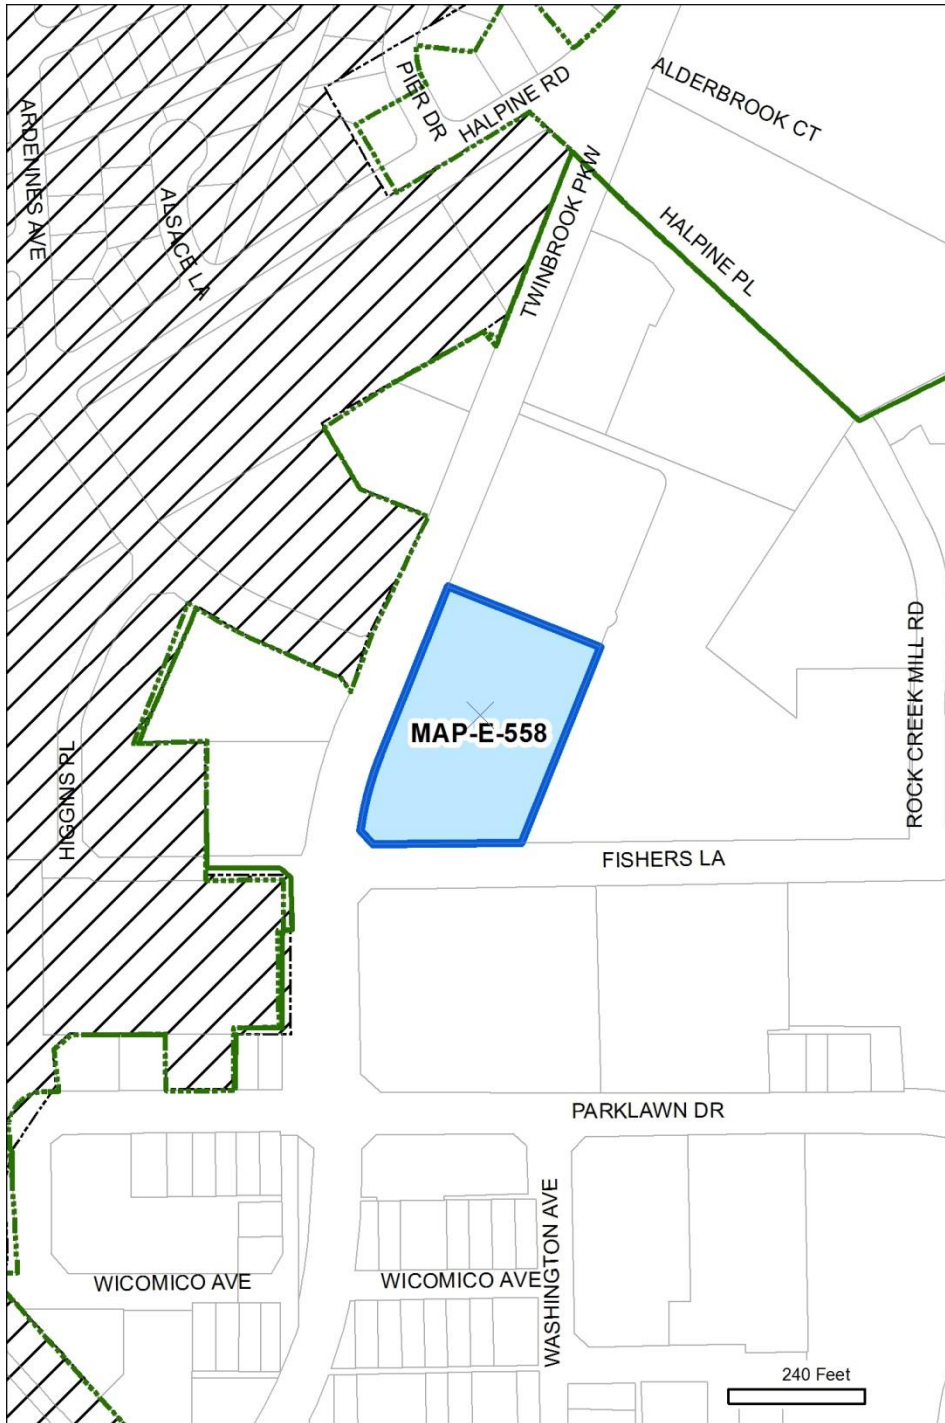 PIER DR
HALPINE RD
ALDERBROOK CT
ARDENNES AVE
ALSACE LA
TWINBROOK PKW
HALPINE PL
MAP-E-558
ROCK CREEK MILL RD
HIGGINS PL
FISHERS LA
PARKLAWN DR
WASHINGTON AVE
WICOMICO AVE
WICOMICO AVE
240 Feet